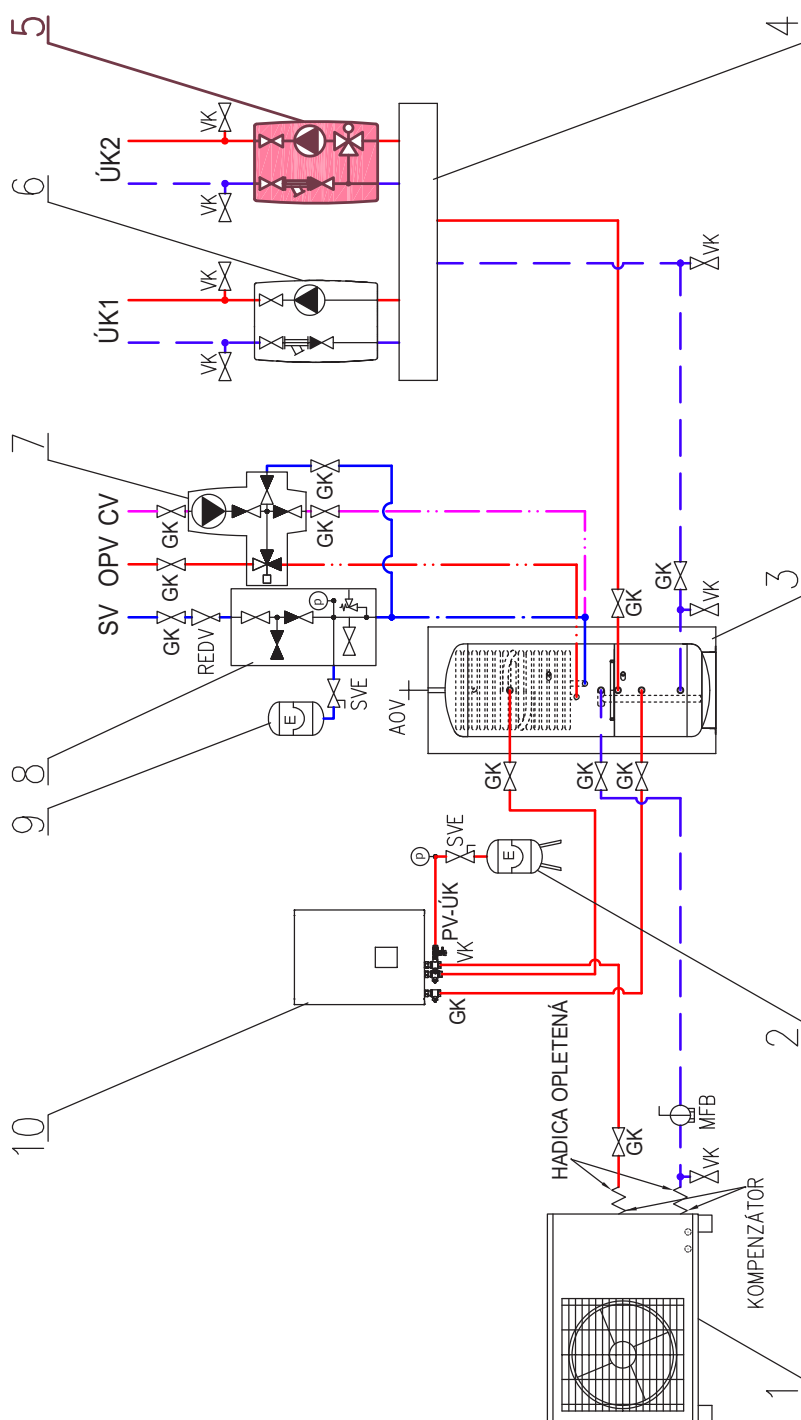 5
4
ÚK2
VK
VK
6
ÚK1
VK
VK
VK
7
CV
OPV
SV
GK
GK
GK
REDV
GK
GK
P
8
SVE
E
9
GK
GK
VK
3
AOV
GK
GK
GK
P
SVE
E
PV-ÚK
VK
GK
10
2
HADICA OPLETENÁ
GK
MFB
VK
KOMPENZÁTOR
1